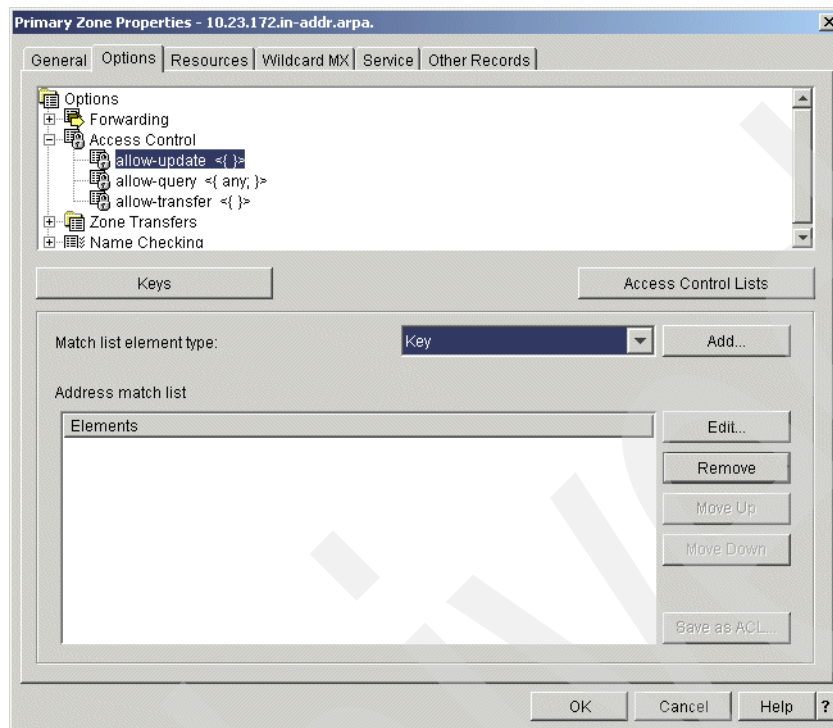 Primary Zone Properties - 10.23.172.in-addr.arpa.
General Options Resources Wildcard MX Service Other Records
Options
Forwarding
Access Control
allow-update <{ }>
allow-query <{ any; }>
allow-transfer <{ }>
Zone Transfers
Name Checking
Keys Access Control Lists
Match list element type: Key Add...
Address match list
Elements Edit...
Remove
Move Up
Move Down
Save as ACL...
OK Cancel Help ?